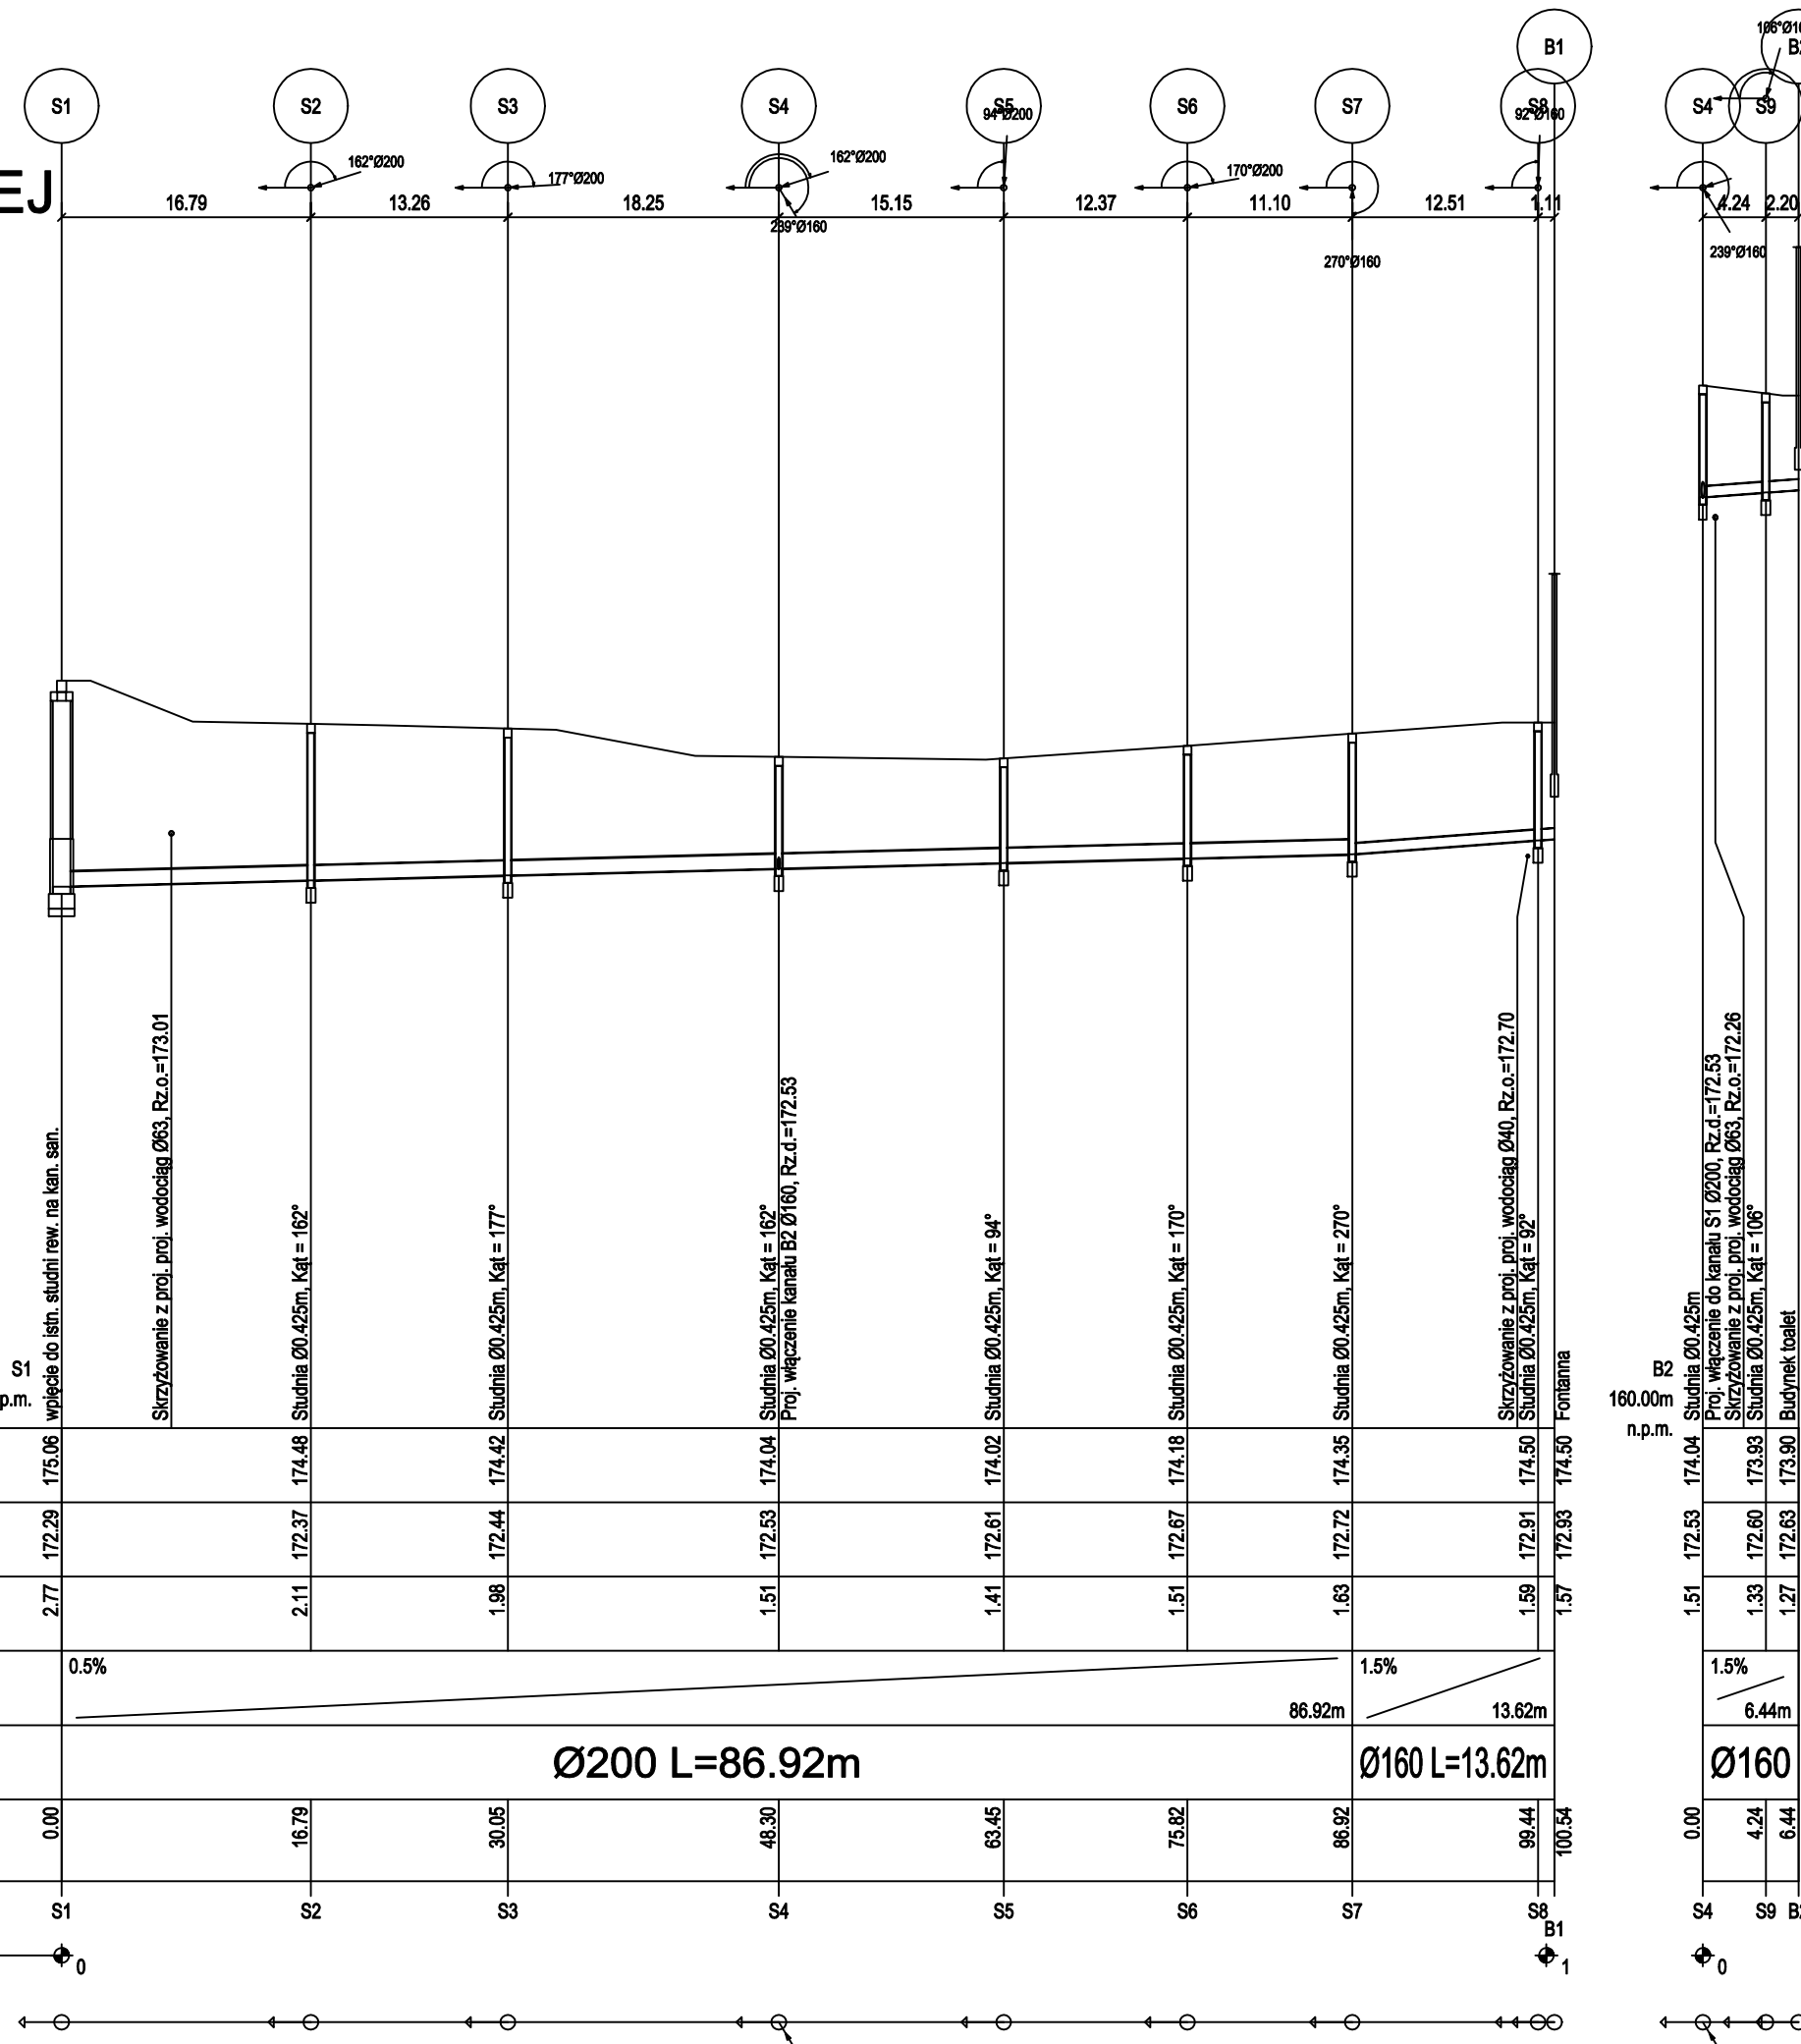 B1
106°Ø16
S1
S2
S3
S4
S5
S6
S7
S8
S4
S9
94°Ø200
92°Ø160
EJ
162°Ø200
177°Ø200
162°Ø200
170°Ø200
16.79
13.26
18.25
15.15
12.37
11.10
12.51
1.11
4.24
2.20
239°Ø160
270°Ø160
239°Ø160
S1
p.m.
wpięcie do istn. studni rew. na kan. san.
Skrzyżowanie z proj. proj. wodociąg Ø63, Rz.o.=173.01
Studnia Ø0.425m, Kąt = 162°
Studnia Ø0.425m, Kąt = 177°
Studnia Ø0.425m, Kąt = 162°
Proj. włączenie kanału B2 Ø160, Rz.d.=172.53
Studnia Ø0.425m, Kąt = 94°
Studnia Ø0.425m, Kąt = 170°
Studnia Ø0.425m, Kąt = 270°
Skrzyżowanie z proj. proj. wodociąg Ø40, Rz.o.=172.70
Studnia Ø0.425m, Kąt = 92°
Fontanna
B2
160.00m
n.p.m.
Studnia Ø0.425m
Proj. włączenie do kanału S1 Ø200, Rz.d.=172.53
Skrzyżowanie z proj. proj. wodociąg Ø63, Rz.o.=172.26
Studnia Ø0.425m, Kąt = 106°
Budynek toalet
175.06
174.48
174.42
174.04
174.02
174.18
174.35
174.50
174.50
174.04
173.93
173.90
172.29
172.37
172.44
172.53
172.61
172.67
172.72
172.91
172.93
172.53
172.60
172.63
2.77
2.11
1.98
1.51
1.41
1.51
1.63
1.59
1.57
1.51
1.33
1.27
0.5%
86.92m
1.5%
13.62m
1.5%
6.44m
Ø200 L=86.92m
Ø160 L=13.62m
Ø160
0.00
16.79
30.05
48.30
63.45
75.82
86.92
99.44
100.54
0.00
4.24
6.44
S1
S2
S3
S4
S5
S6
S7
S8
B1
S4
S9
0
1
0